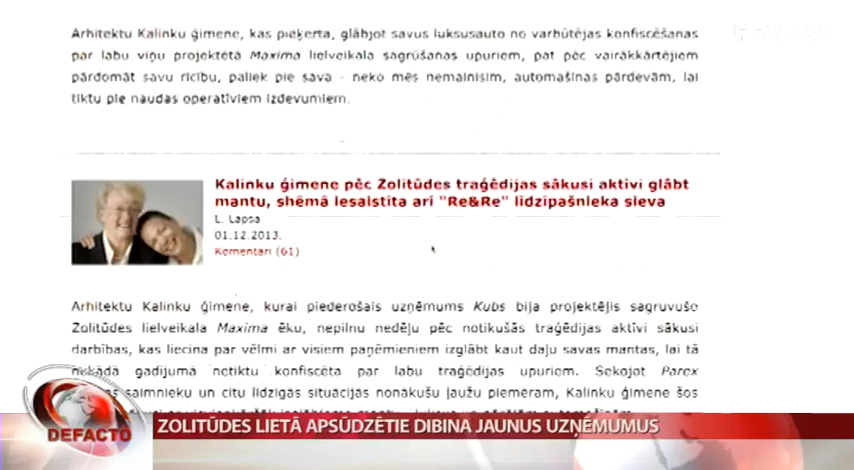 Arhitektu Kalinku ģimene, kas pieķerta, glābjot savus luksusauto no varbūtējas konfiscēšanas
par labu viņu projektētā Maxima lielveikala sagrūšanas upuriem, pat pēc vairākkārtējiem
pārdomāt savu rīcību, paliek pie sava - neko mēs nemainīsim, automašīnas pārdevām, lai
tiktu pie naudas operatīviem izdevumiem.
Kalinku ģimene pēc Zolitūdes traģēdijas sākusi aktīvi glābt
mantu, shēmā iesaistīta arī "Re&Re" līdzīpašnieka sieva
L. Lapsa
01.12.2013.
Komentāri (61)
Arhitektu Kalinku ģimene, kurai piederošais uzņēmums Kubs bija projektējis sagruvušo
Zolitūdes lielveikala Maxima ēku, nepilnu nedēļu pēc notikušās traģēdijas aktīvi sākusi
darbības, kas liecina par vēlmi ar visiem paņēmieniem izglābt kaut daļu savas mantas, lai tā
nekādā gadījumā netiktu konfiscēta par labu traģēdijas upuriem. Sekojot Parex
saimnieku un citu līdzīgās situācijās nonākušu ļaužu piemēram, Kalinku ģimene šos
DEFACTO
ZOLITŪDES LIETĀ APSŪDZĒTIE DIBINA JAUNUS UZŅĒMUMUS